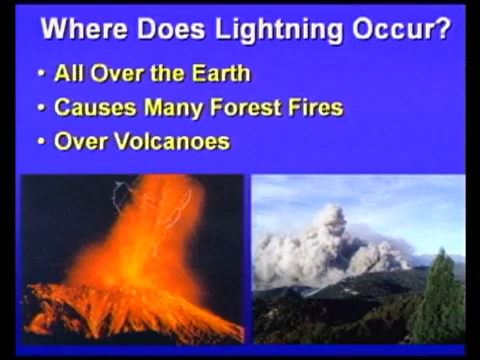 Where Does Lightning Occur?
• All Over the Earth
• Causes Many Forest Fires
• Over Volcanoes